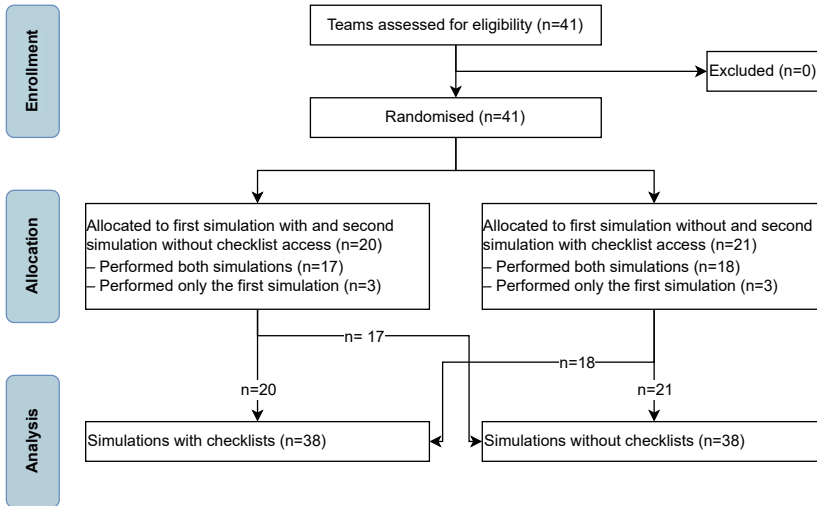 Enrollment
Teams assessed for eligibility (n=41)
Excluded (n=0)
Randomised (n=41)
Allocation
Allocated to first simulation with and second
simulation without checklist access (n=20)
– Performed both simulations (n=17)
– Performed only the first simulation (n=3)
Allocated to first simulation without and second
simulation with checklist access (n=21)
– Performed both simulations (n=18)
– Performed only the first simulation (n=3)
n= 17
n=18
n=20
n=21
Analysis
Simulations with checklists (n=38)
Simulations without checklists (n=38)